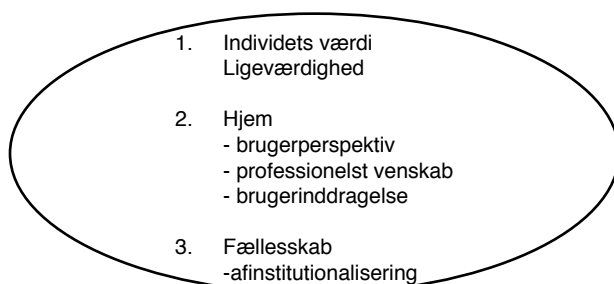 1. Individets værdi
Ligeværdighed
2. Hjem
- brugerperspektiv
- professionelst venskab
- brugerinddragelse
3. Fællesskab
-afinstitutionalisering